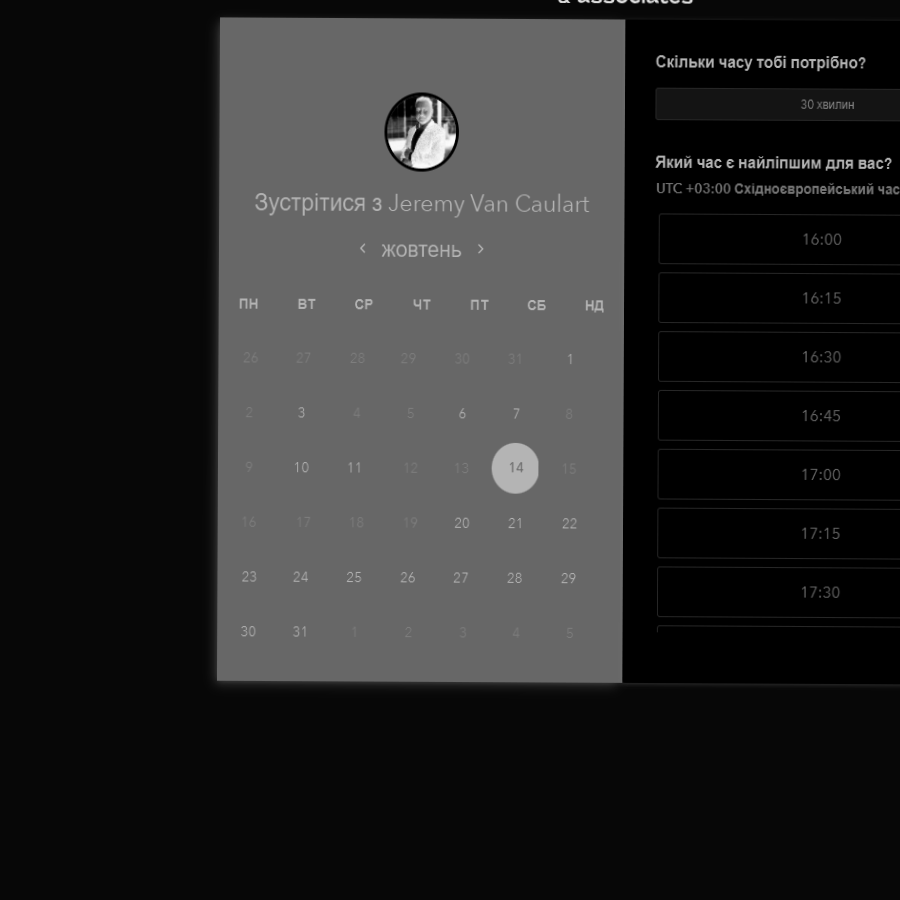 & associates
Зустрітися з Jeremy Van Caulart
жовтень
ПН ВТ СР ЧТ ПТ СБ НД
26 27 28 29 30 31 1
2 3 4 5 6 7 8
9 10 11 12 13 14 15
16 17 18 19 20 21 22
23 24 25 26 27 28 29
30 31 1 2 3 4 5
Скільки часу тобі потрібно?
30 хвилин
Який час є найліпшим для вас?
UTC +03:00 Східноєвропейський час
16:00
16:15
16:30
16:45
17:00
17:15
17:30